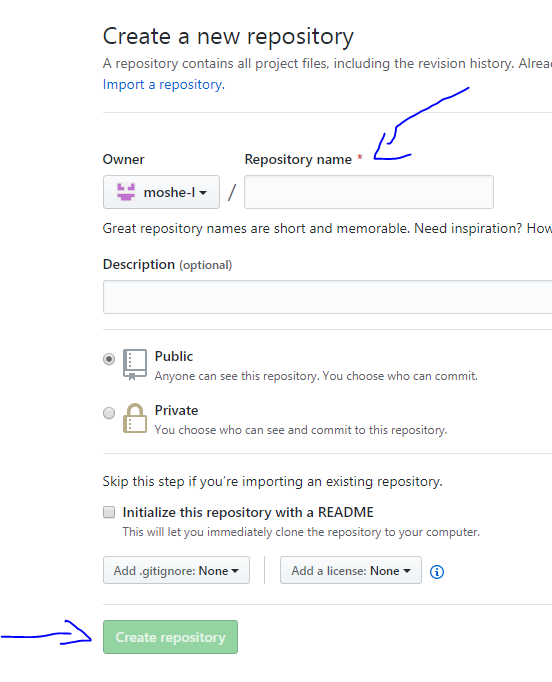 Create a new repository
A repository contains all project files, including the revision history. Alrea
Import a repository.
Owner Repository name *
moshe-l /
Great repository names are short and memorable. Need inspiration? How
Description (optional)
Public
Anyone can see this repository. You choose who can commit.
Private
You choose who can see and commit to this repository.
Skip this step if you’re importing an existing repository.
Initialize this repository with a README
This will let you immediately clone the repository to your computer.
Add .gitignore: None Add a license: None
Create repository